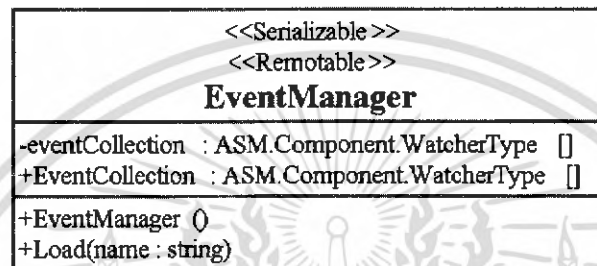 <<Serializable>>
<<Remotable>>
EventManager
-eventCollection : ASM.Component.WatcherType []
+EventCollection : ASM.Component.WatcherType []
+EventManager ()
+Load(name : string)